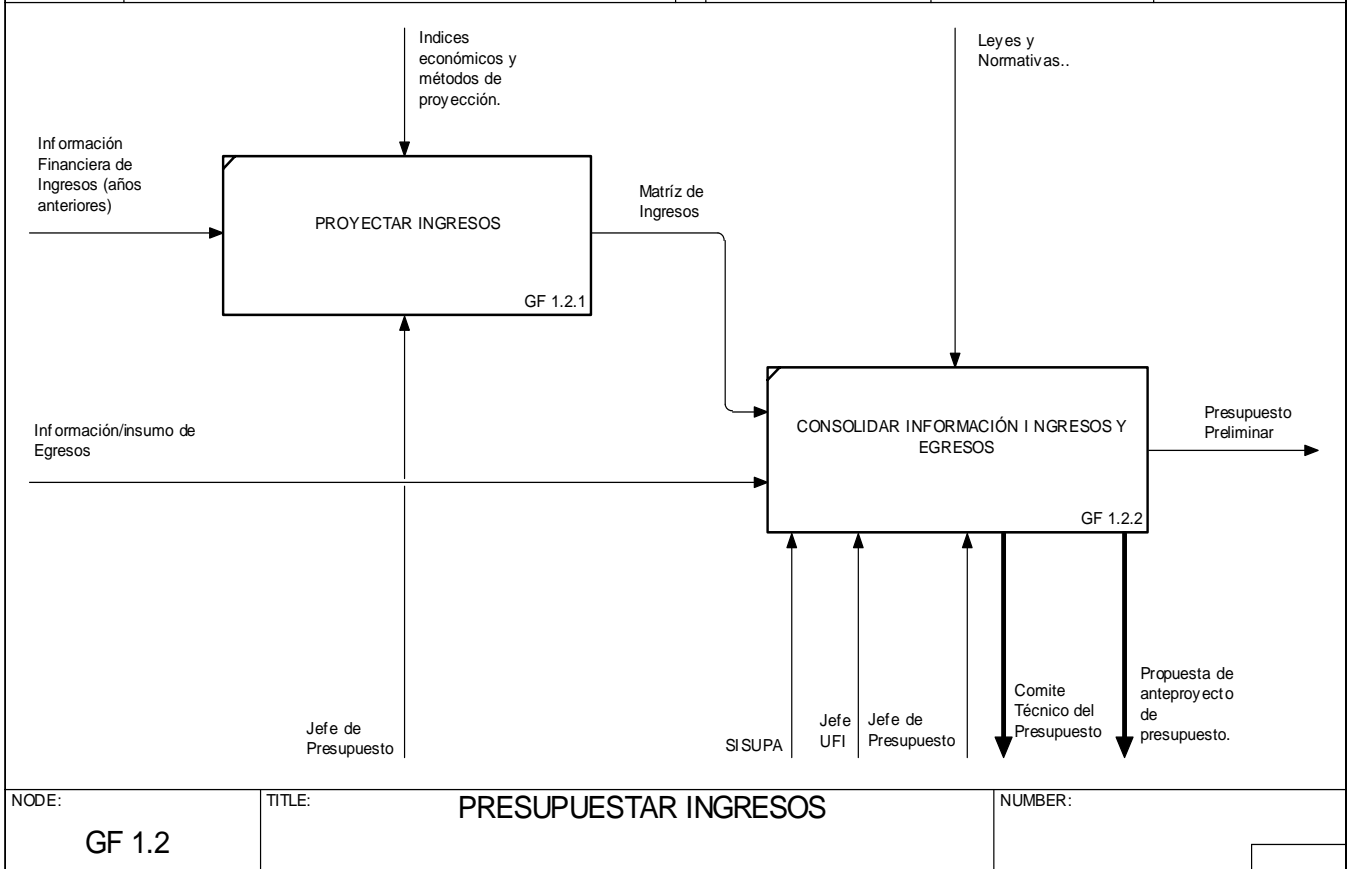 Indices
económicos y
métodos de
proyección.
Leyes y
Normativas..
Información
Financiera de
Ingresos (años
anteriores)
PROYECTAR INGRESOS
GF 1.2.1
Matríz de
Ingresos
Información/insumo de
Egresos
CONSOLIDAR INFORMACIÓN I NGRESOS Y
EGRESOS
GF 1.2.2
Presupuesto
Preliminar
Jefe de
Presupuesto
SISUPA
Jefe
UFI
Jefe de
Presupuesto
Comite
Técnico del
Presupuesto
Propuesta de
anteproyecto
de
presupuesto.
NODE:
GF 1.2
TITLE:
PRESUPUESTAR INGRESOS
NUMBER: